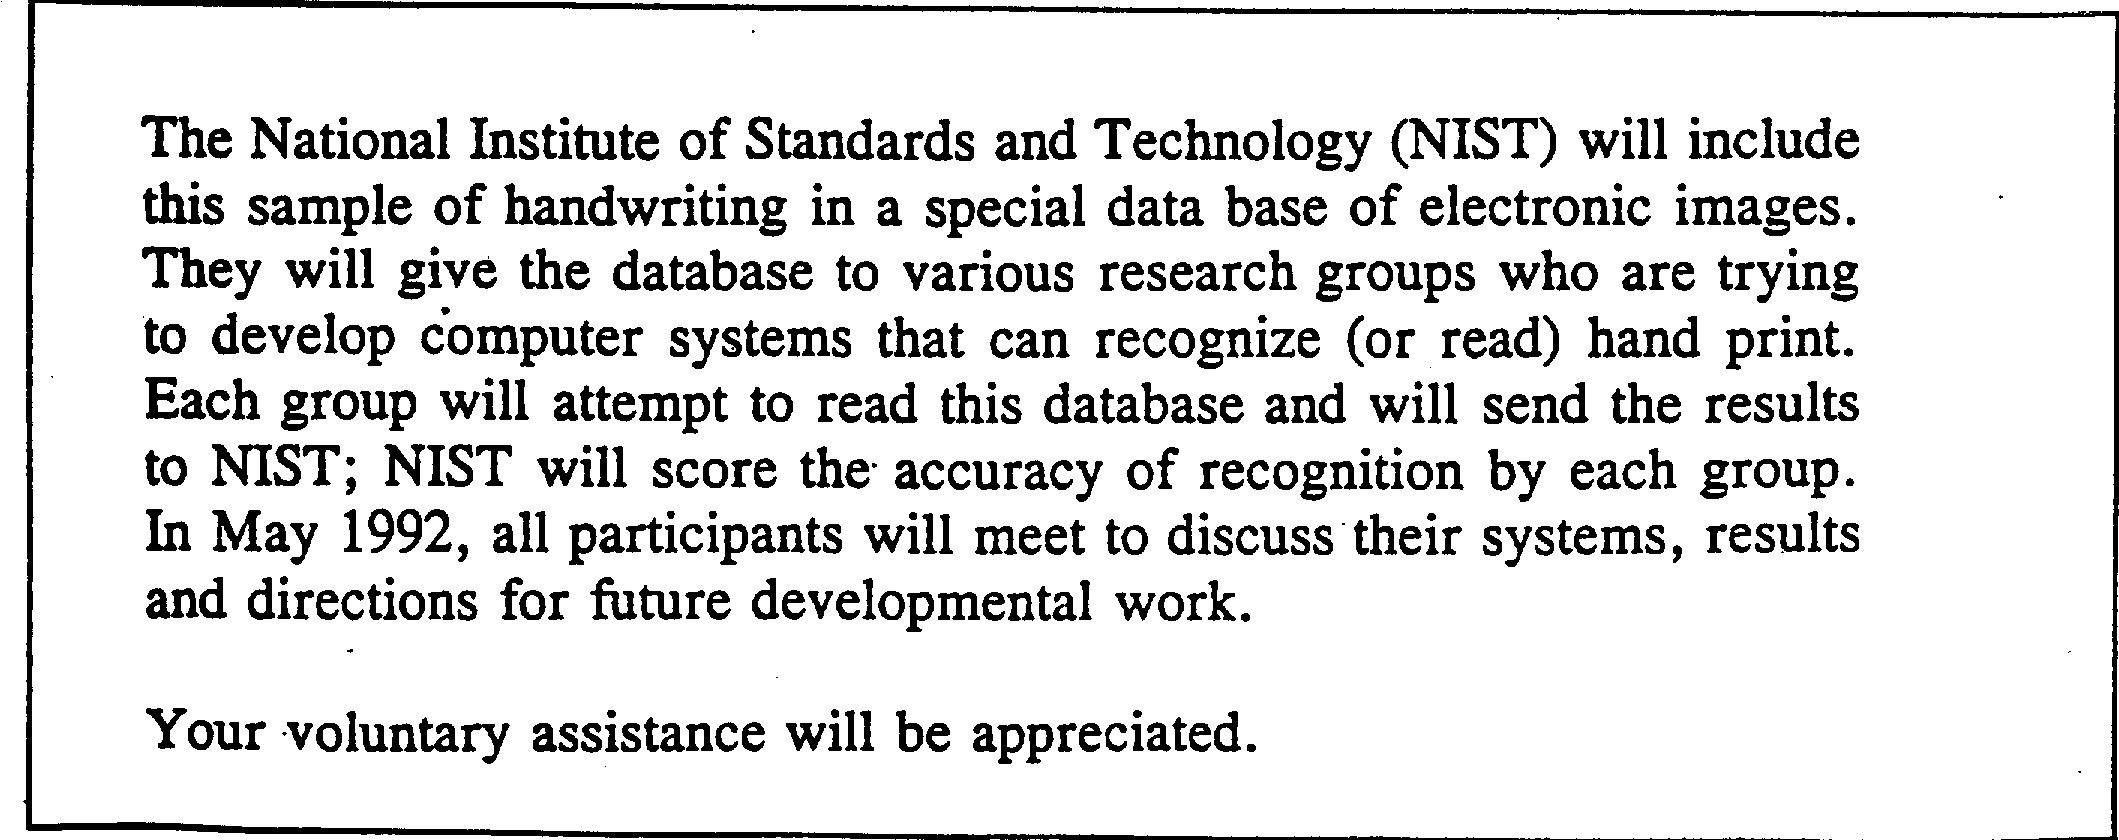 The National Institute of Standards and Technology (NIST) will include
this sample of handwriting in a special data base of electronic images.
They will give the database to various research groups who are trying
to develop computer systems that can recognize (or read) hand print.
Each group will attempt to read this database and will send the results
to NIST; NIST will score the accuracy of recognition by each group.
In May 1992, all participants will meet to discuss their systems, results
and directions for future developmental work.
Your voluntary assistance will be appreciated.